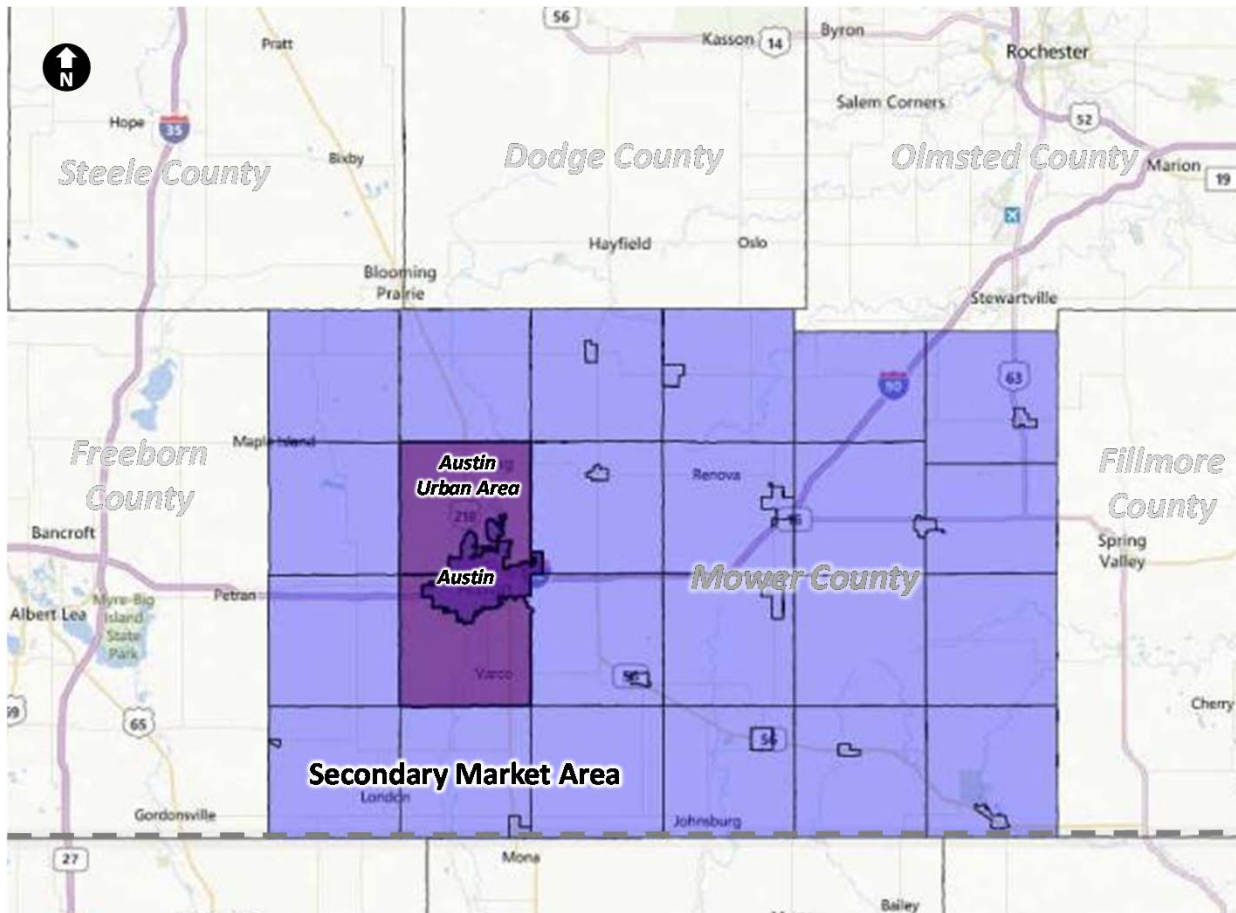 56
Pratt
Kasson
14
Byron
Rochester
N
Salem Corners
Hope
35
52
Bixby
Steele County
Dodge County
Olmsted County
Marion
19
Hayfield
Oslo
Blooming
Prairie
Stewartville
90
63
Maple Island
Freeborn
County
Austin
Urban Area
Renova
Fillmore
County
218
16
Bancroft
Spring
Valley
Austin
Mower County
Petran
Albert Lea
Myre-Big
Island
State
Park
Varco
56
Cherry
65
56
Secondary Market Area
London
Gordonsville
Johnsburg
27
Mona
Bailey